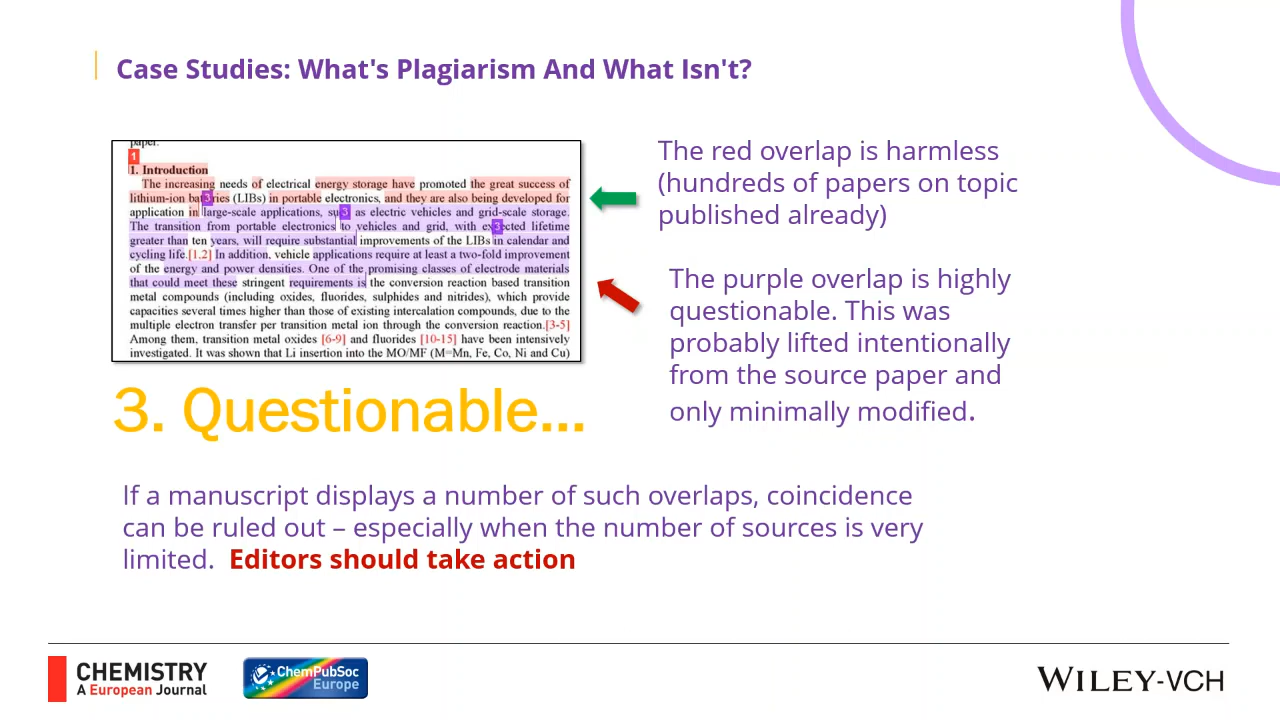 Case Studies: What's Plagiarism And What Isn't?
paper.
1
1. Introduction
The increasing needs of electrical energy storage have promoted the great success of
lithium-ion bat3ries (LIBs) in portable electronics, and they are also being developed for
application in large-scale applications, su3 as electric vehicles and grid-scale storage.
The transition from portable electronics to vehicles and grid, with ex3cted lifetime
greater than ten years, will require substantial improvements of the LIBs in calendar and
cycling life.[1.2] In addition, vehicle applications require at least a two-fold improvement
of the energy and power densities. One of the promising classes of electrode materials
that could meet these stringent requirements is the conversion reaction based transition
metal compounds (including oxides, fluorides, sulphides and nitrides), which provide
capacities several times higher than those of existing intercalation compounds, due to the
multiple electron transfer per transition metal ion through the conversion reaction.[3-5]
Among them, transition metal oxides [6-9] and fluorides [10-15] have been intensively
investigated. It was shown that Li insertion into the MO/MF (M=Mn, Fe, Co, Ni and Cu)
The red overlap is harmless
(hundreds of papers on topic
published already)
The purple overlap is highly
questionable. This was
probably lifted intentionally
from the source paper and
only minimally modified.
3. Questionable...
If a manuscript displays a number of such overlaps, coincidence
can be ruled out – especially when the number of sources is very
limited. Editors should take action
CHEMISTRY
A European Journal
ChemPubSoc
Europe
WILEY-VCH